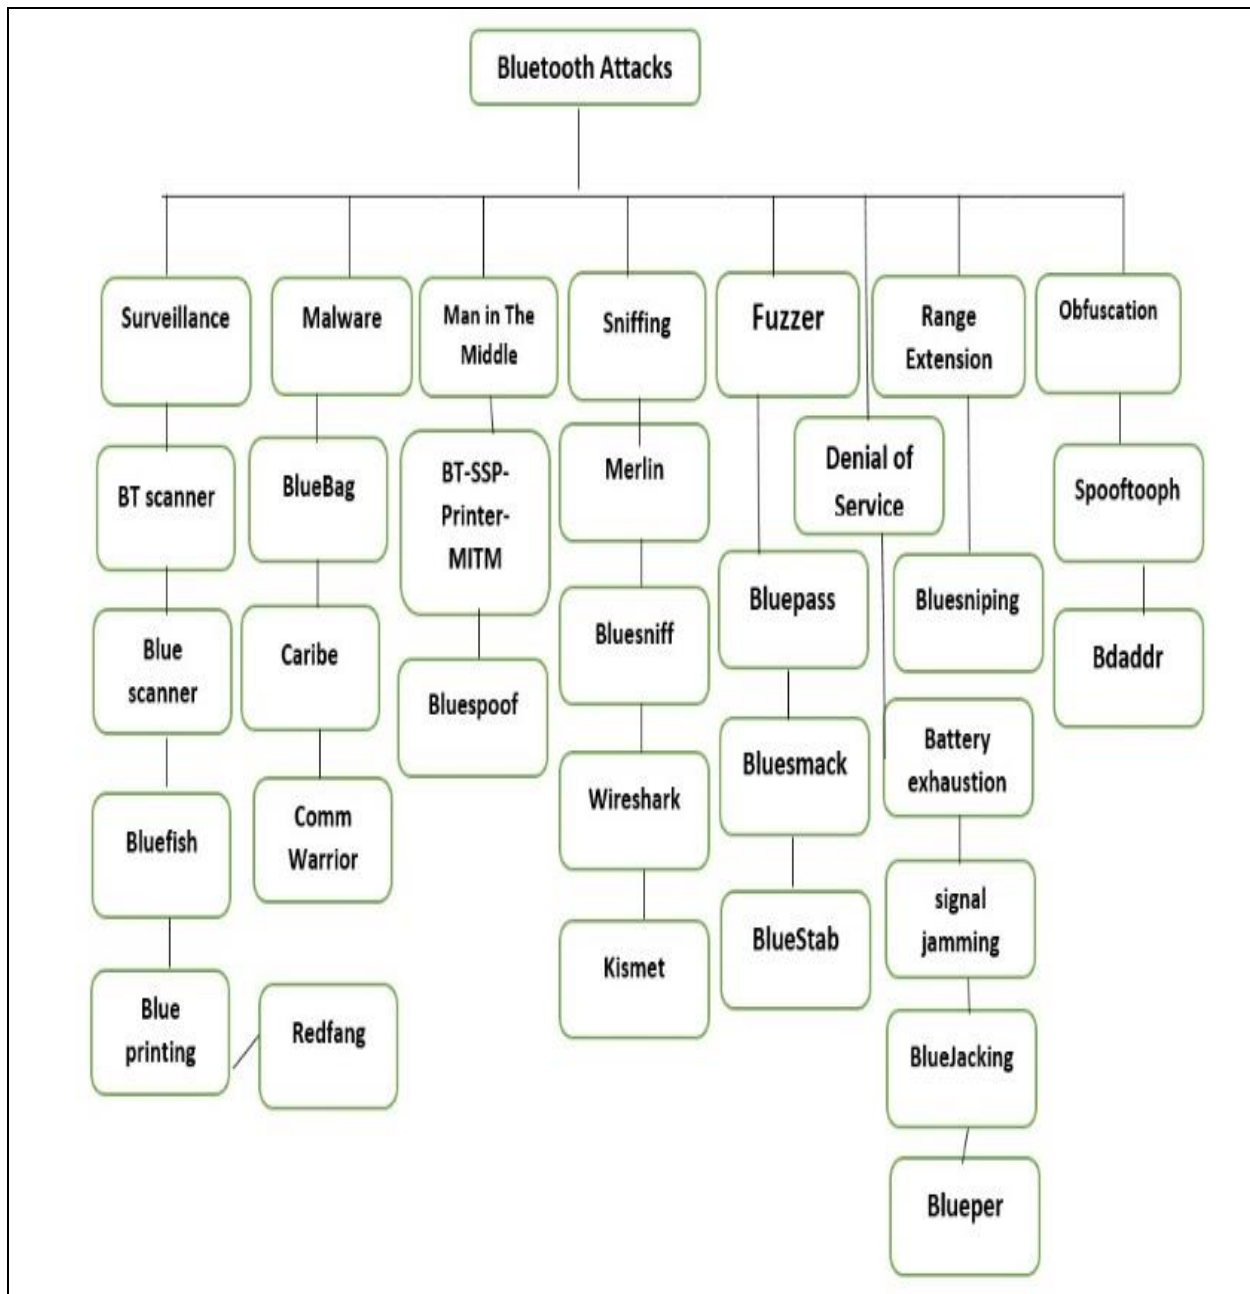 Bluetooth Attacks
Surveillance
Malware
Man in The
Middle
Sniffing
Fuzzer
Range
Extension
Obfuscation
Denial of
Service
BT scanner
Blue
scanner
Bluefish
Blue
printing
Redfang
BlueBag
Caribe
Comm
Warrior
BT-SSP-
Printer-
MITM
Bluespoof
Merlin
Bluesniff
Wireshark
Kismet
Bluepass
Bluesmack
BlueStab
Battery
exhaustion
signal
jamming
BlueJacking
Blueper
Bluesniping
Spooftooph
Bdaddr